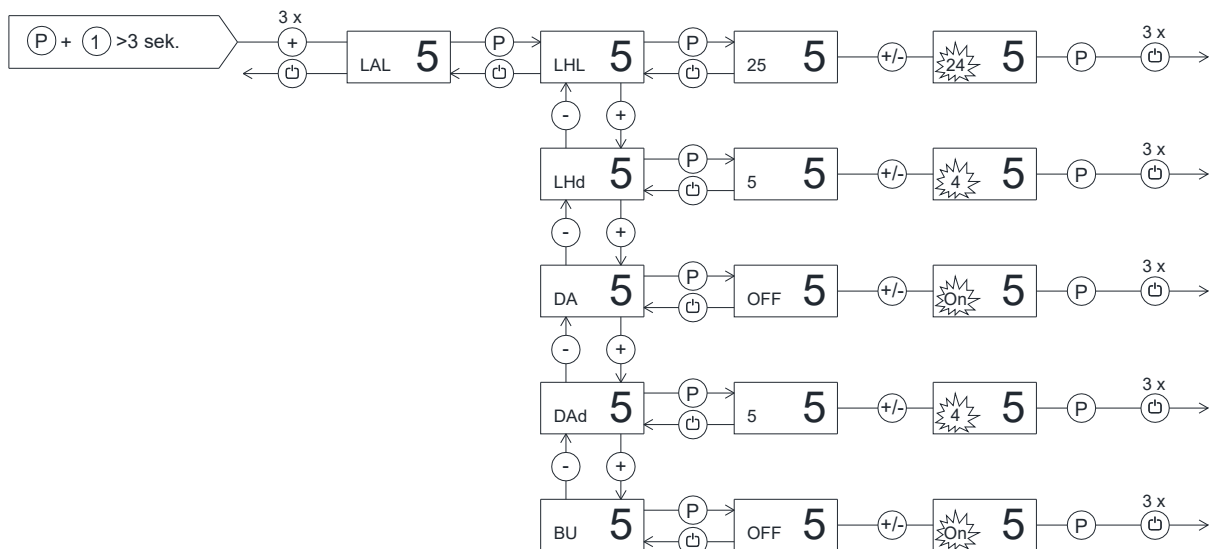 3 x
P + 1 >3 sek. + LAL 5 P LHL 5 P 25 5 +/- 24 5 P 3 x
- +
LHd 5 P 5 5 +/- 4 5 P 3 x
- +
DA 5 P OFF 5 +/- On 5 P 3 x
- +
DAd 5 P 5 5 +/- 4 5 P 3 x
- +
BU 5 P OFF 5 +/- On 5 P 3 x